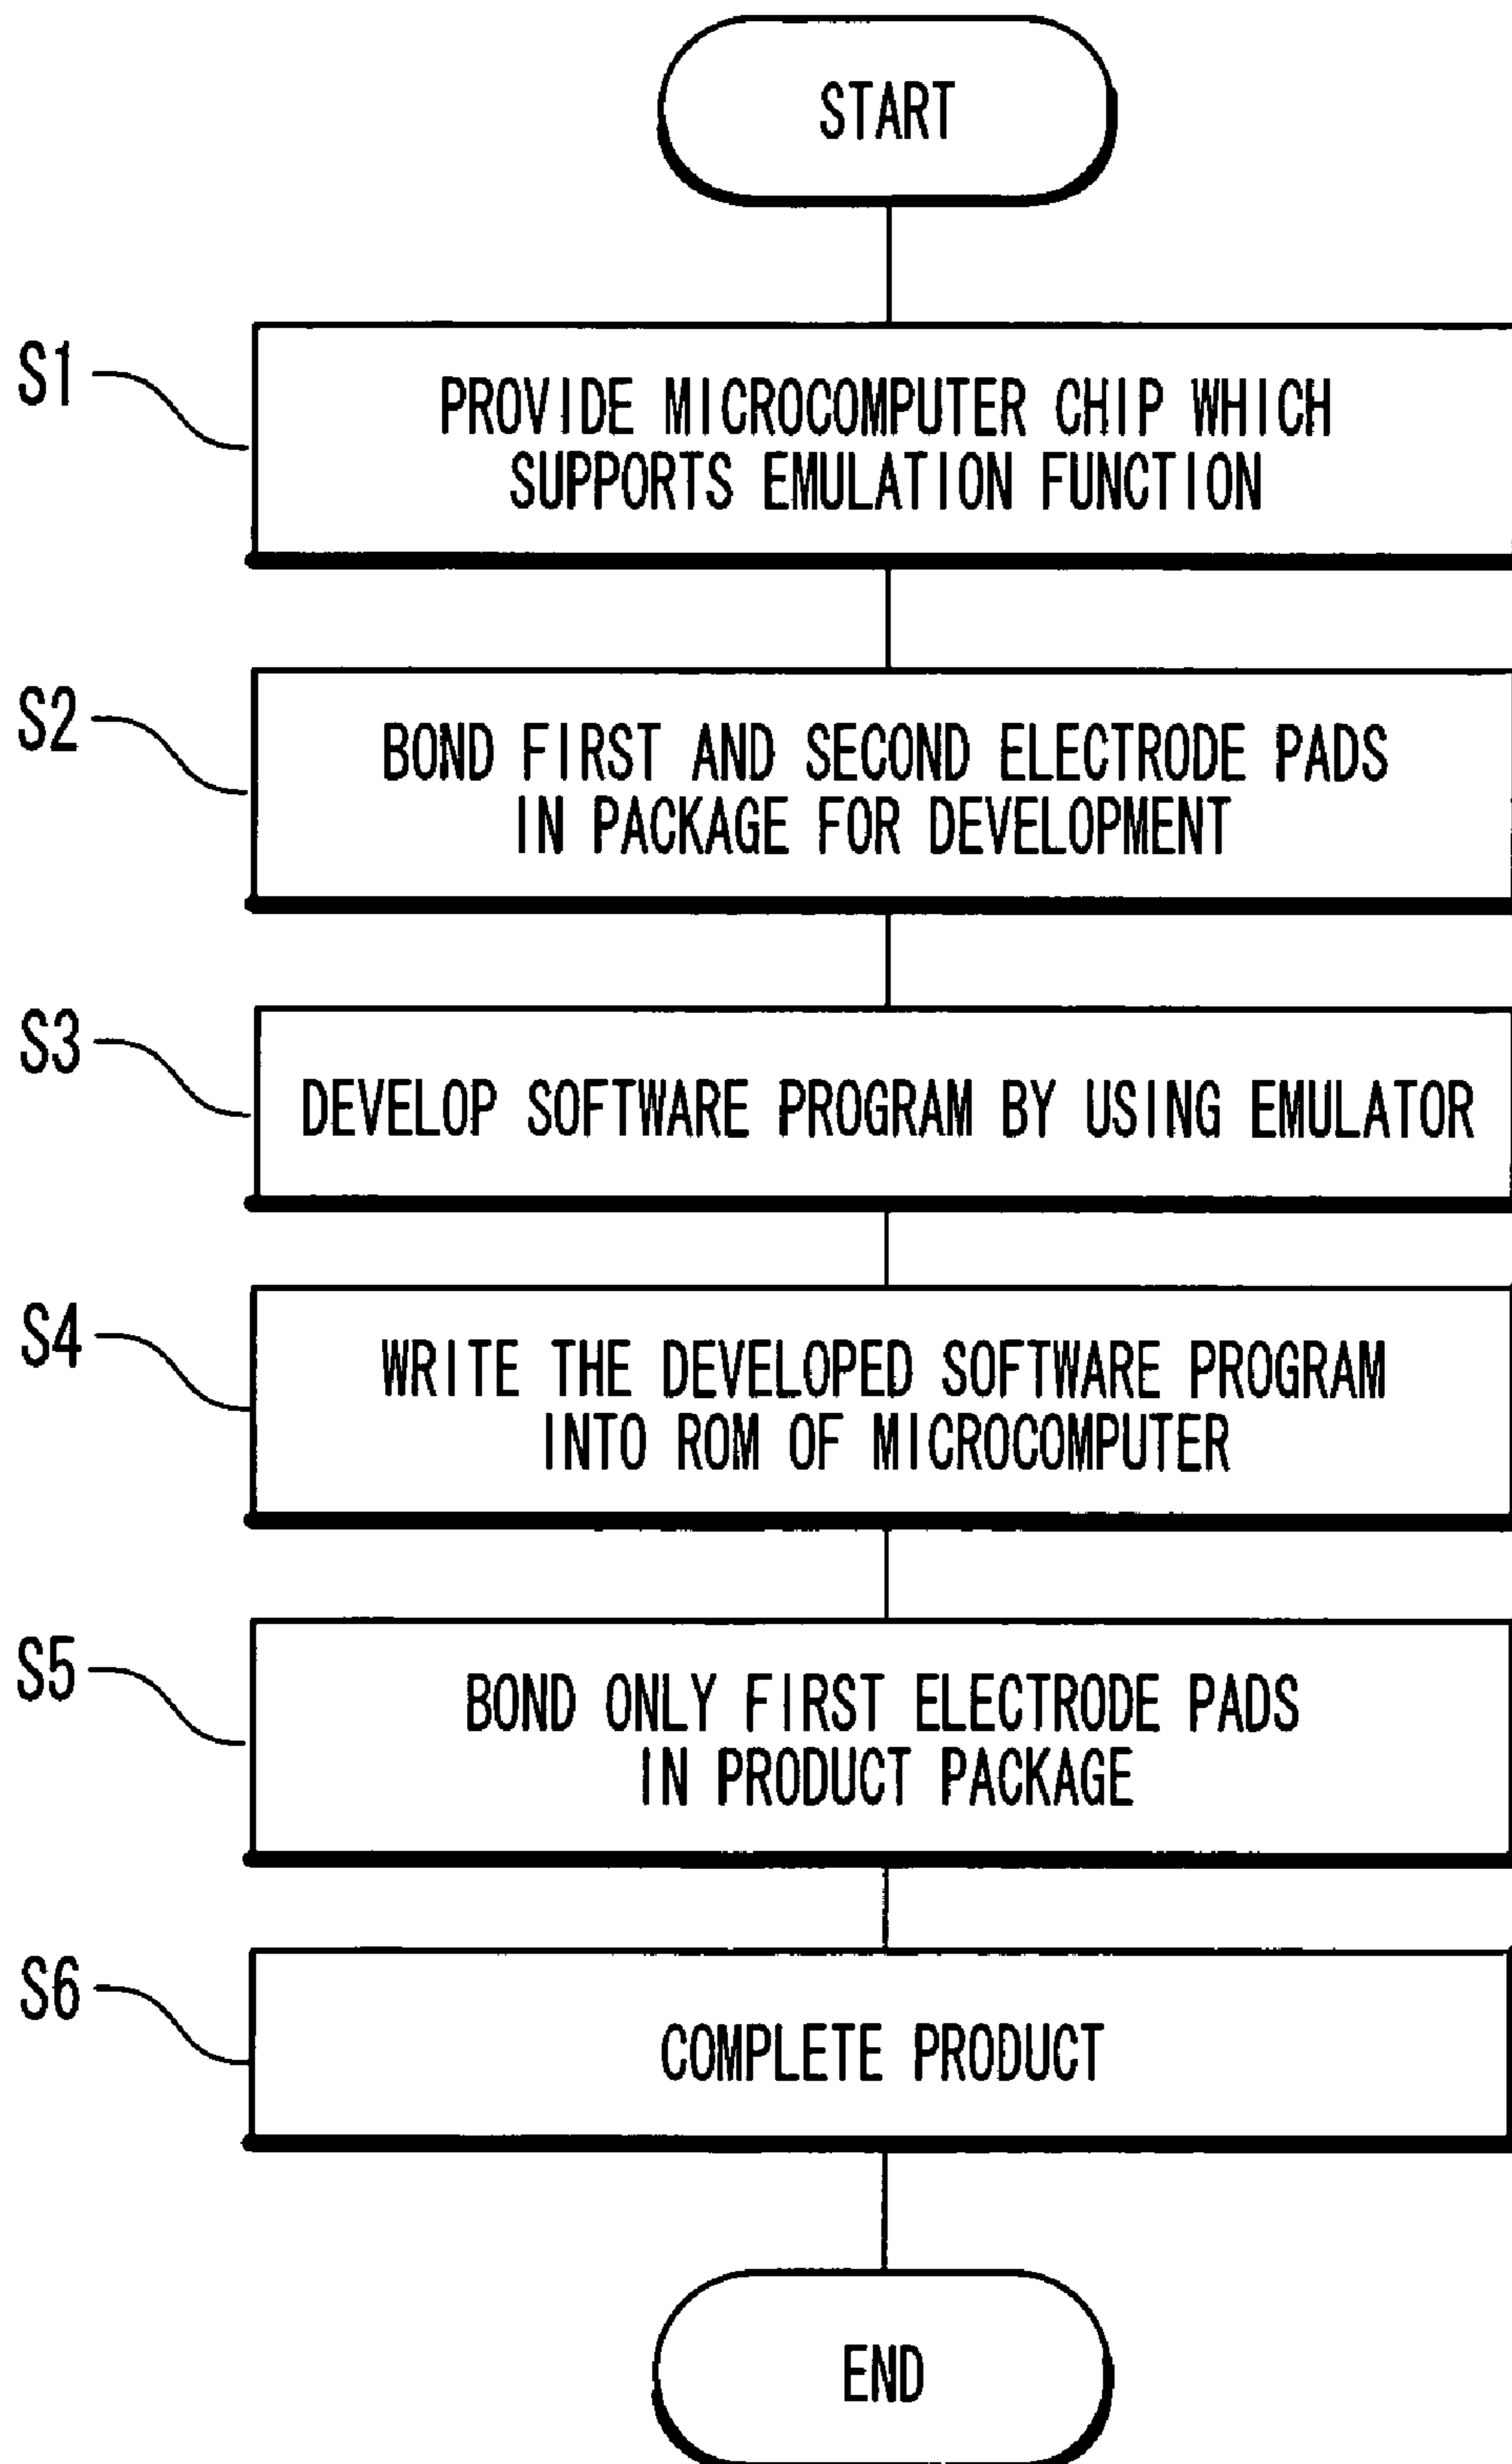 START
S1
PROVIDE MICROCOMPUTER CHIP WHICH
SUPPORTS EMULATION FUNCTION
S2
BOND FIRST AND SECOND ELECTRODE PADS
IN PACKAGE FOR DEVELOPMENT
S3
DEVELOP SOFTWARE PROGRAM BY USING EMULATOR
S4
WRITE THE DEVELOPED SOFTWARE PROGRAM
INTO ROM OF MICROCOMPUTER
S5
BOND ONLY FIRST ELECTRODE PADS
IN PRODUCT PACKAGE
S6
COMPLETE PRODUCT
END